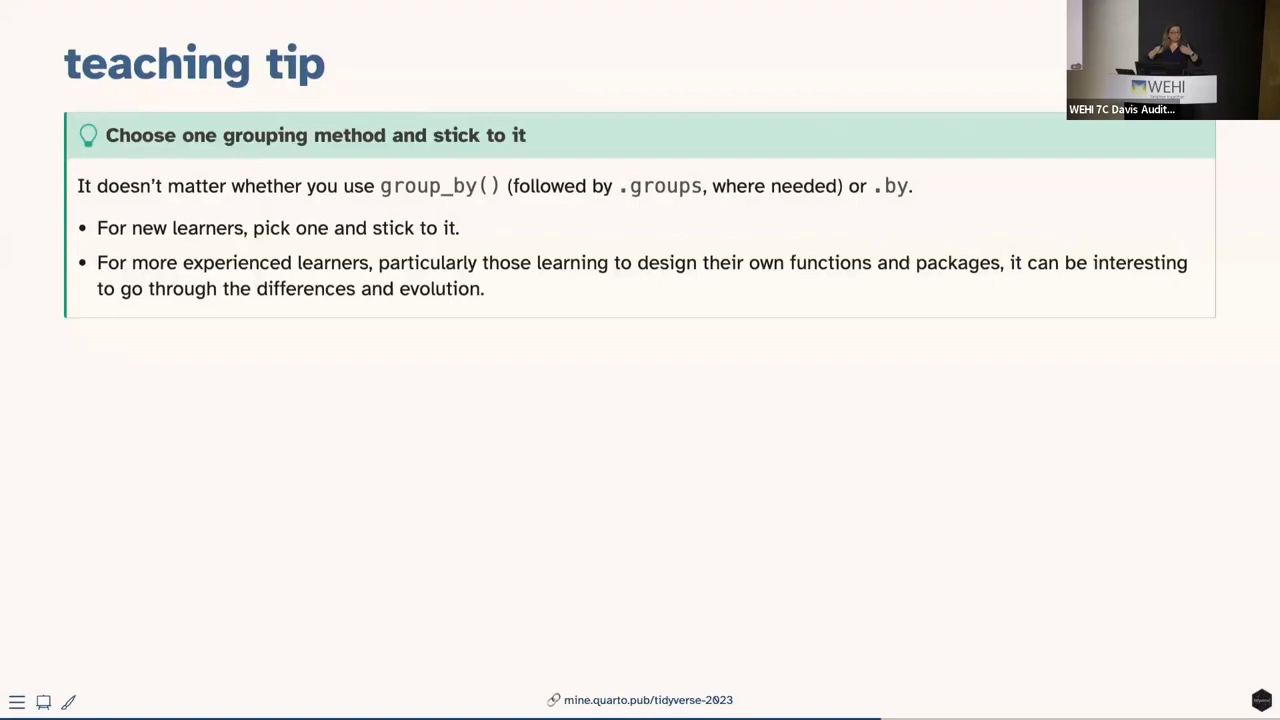 teaching tip
Choose one grouping method and stick to it
It doesn’t matter whether you use group_by() (followed by .groups, where needed) or .by.
• For new learners, pick one and stick to it.
• For more experienced learners, particularly those learning to design their own functions and packages, it can be interesting
to go through the differences and evolution.
WEHI
WEHI 7C Davis Audit...
mine.quarto.pub/tidyverse-2023